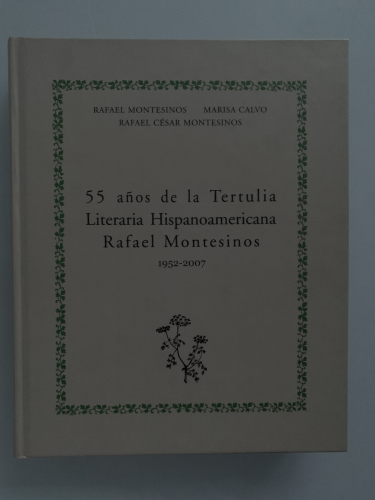 RAFAEL MONTESINOS MARISA CALVO
RAFAEL CÉSAR MONTESINOS
55 años de la Tertulia
Literaria Hispanoamericana
Rafael Montesinos
1952-2007